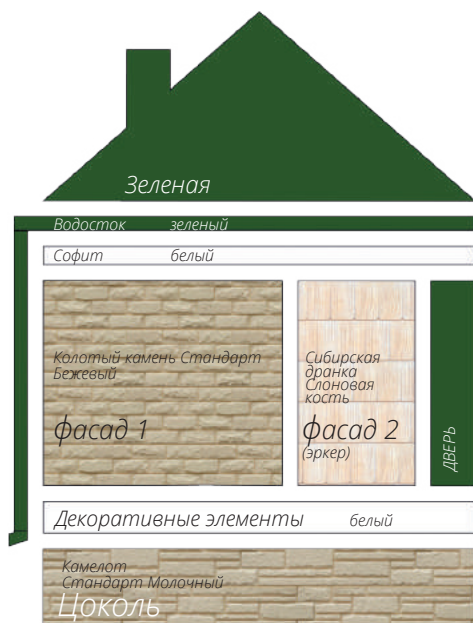 Зеленая
Водосток зеленый
Софит белый
Колотый камень Стандарт
Бежевый
фасад 1
Сибирская
дранка
Слоновая
кость
фасад 2
(эркер)
ДВЕРЬ
Декоративные элементы белый
Камелот
Стандарт Молочный
Цоколь